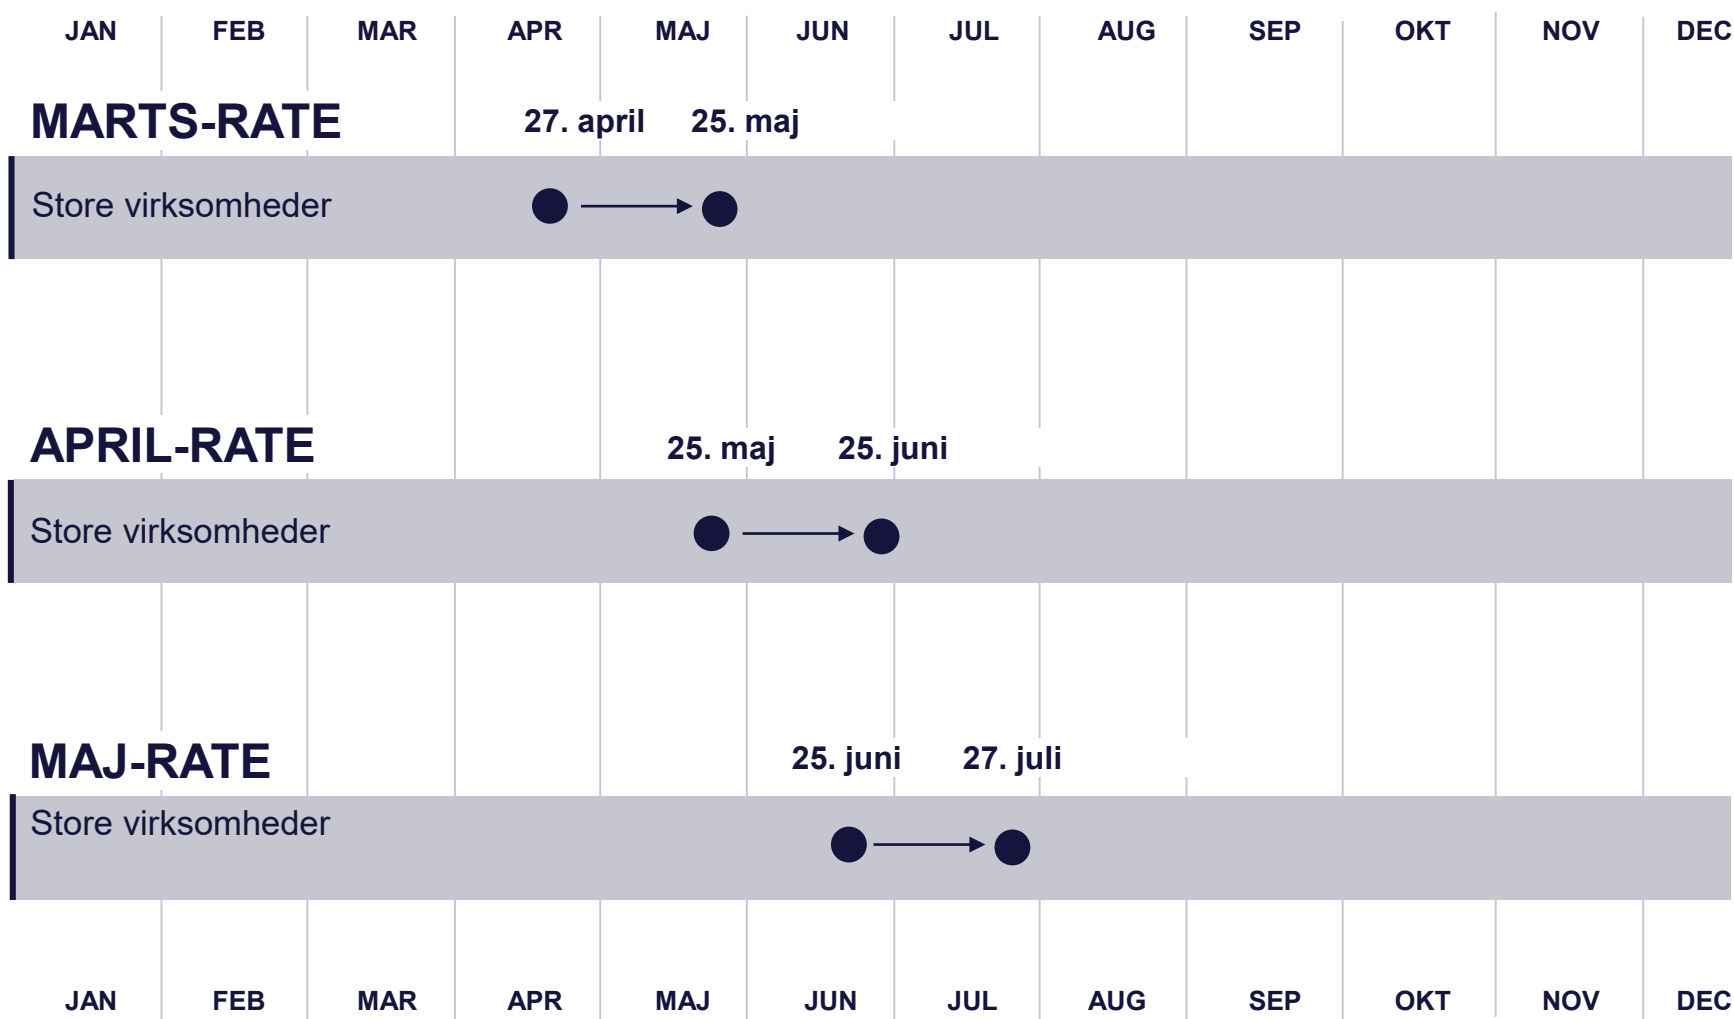 JAN FEB MAR APR MAJ JUN JUL AUG SEP OKT NOV DEC
MARTS-RATE 27. april 25. maj
Store virksomheder
APRIL-RATE 25. maj 25. juni
Store virksomheder
MAJ-RATE 25. juni 27. juli
Store virksomheder
JAN FEB MAR APR MAJ JUN JUL AUG SEP OKT NOV DEC